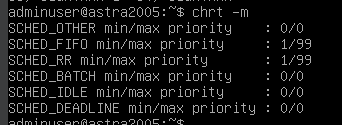 adminuser@astra2005:~$ chrt -m
SCHED_OTHER min/max priority    : 0/0
SCHED_FIFO min/max priority     : 1/99
SCHED_RR min/max priority       : 1/99
SCHED_BATCH min/max priority    : 0/0
SCHED_IDLE min/max priority     : 0/0
SCHED_DEADLINE min/max priority : 0/0
adminuser@astra2005:~$